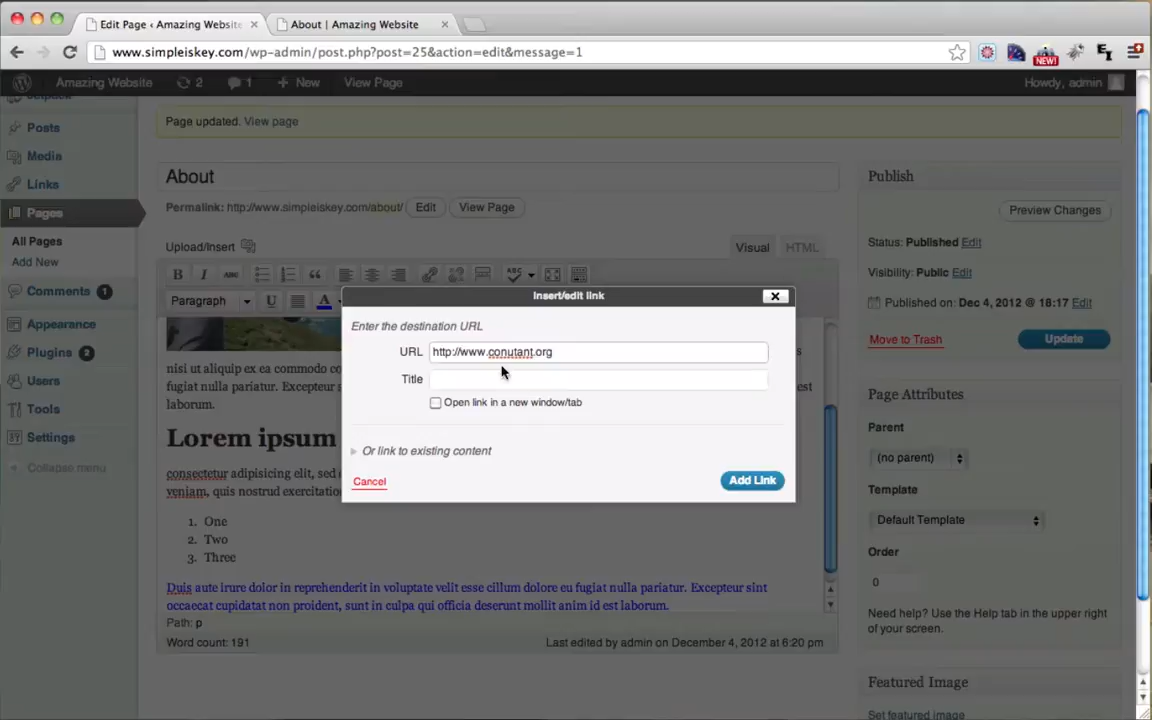 Edit Page ‹ Amazing Website
About | Amazing Website
www.simpleiskey.com/wp-admin/post.php?post=25&action=edit&message=1
NEW!
Amazing Website 2 1 New View Page Howdy, admin
Jetpack
Posts
Media
Links
Pages
All Pages
Add New
Comments 1
Appearance
Plugins 2
Users
Tools
Settings
Collapse menu
Page updated. View page
About
Permalink: http://www.simpleiskey.com/about/ Edit View Page
Upload/Insert Visual HTML
B I ABC “ ABC
Paragraph U A
nisi ut aliquip ex ea commodo co s
fugiat nulla pariatur. Excepteur sint
laborum.
Lorem ipsum
consectetur adipisicing elit, sed
veniam, quis nostrud exercitatio
1. One
2. Two
3. Three
Duis aute irure dolor in reprehenderit in voluptate velit esse cillum dolore eu fugiat nulla pariatur. Excepteur sint
occaecat cupidatat non proident, sunt in culpa qui officia deserunt mollit anim id est laborum.
Path: p
Word count: 191 Last edited by admin on December 4, 2012 at 6:20 pm
Insert/edit link
Enter the destination URL
URL http://www.conutant.org
Title
Open link in a new window/tab
Or link to existing content
Cancel Add Link
Publish
Preview Changes
Status: Published Edit
Visibility: Public Edit
Published on: Dec 4, 2012 @ 18:17 Edit
Move to Trash Update
Page Attributes
Parent
(no parent)
Template
Default Template
Order
0
Need help? Use the Help tab in the upper right
of your screen.
Featured Image
Set featured image